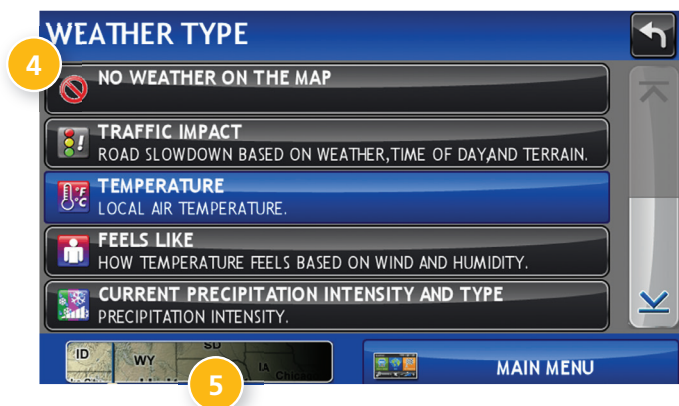 WEATHER TYPE
4
NO WEATHER ON THE MAP
TRAFFIC IMPACT
ROAD SLOWDOWN BASED ON WEATHER,TIME OF DAY,AND TERRAIN.
°F
°C
TEMPERATURE
LOCAL AIR TEMPERATURE.
FEELS LIKE
HOW TEMPERATURE FEELS BASED ON WIND AND HUMIDITY.
CURRENT PRECIPITATION INTENSITY AND TYPE
PRECIPITATION INTENSITY.
ID
WY
SD
IA
5
MAIN MENU